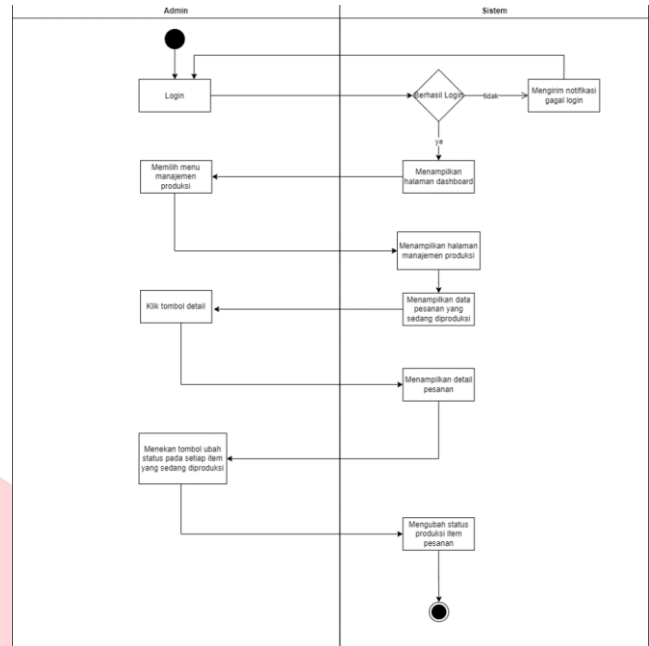 Admin
Sistem
Login
Berhasil Login
tidak
Mengirim notifikasi
gagal login
ya
Memilih menu
manajemen
produksi
Menampilkan
halaman dashboard
Menampilkan halaman
manajemen produksi
Klik tombol detail
Menampilkan data
pesanan yang
sedang diproduksi
Menampilkan detail
pesanan
Menekan tombol ubah
status pada setiap item
yang sedang diproduksi
Mengubah status
produksi item
pesanan